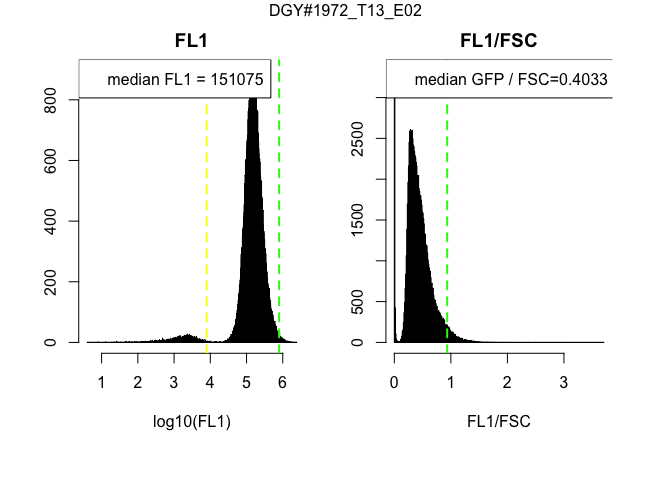 DGY#1972_T13_E02
FL1
median FL1 = 151075
0 200 400 600 800
1 2 3 4 5 6
log10(FL1)
FL1/FSC
median GFP / FSC=0.4033
0 500 1500 2500
0 1 2 3
FL1/FSC